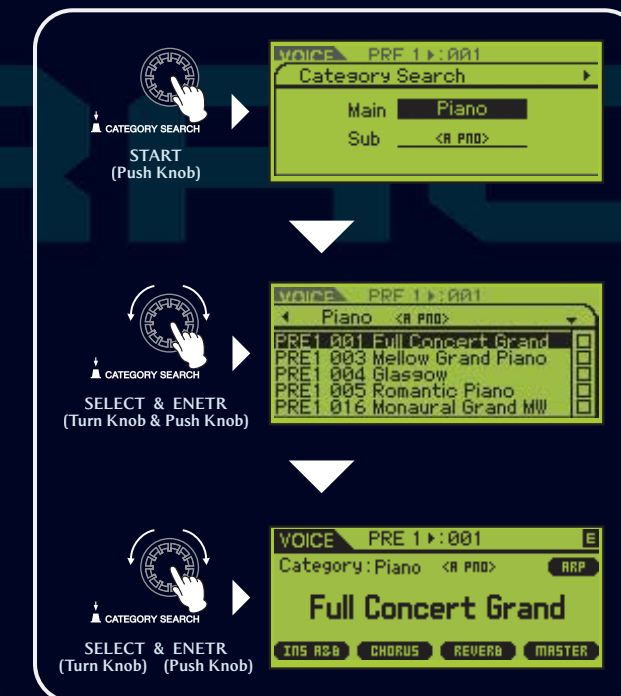 VOICE PRE 1 :001
Category Search
Main Piano
Sub <A PNO>
CATEGORY SEARCH
START
(Push Knob)
VOICE PRE 1 :001
Piano <A PNO>
PRE1 001 Full Concert Grand
PRE1 003 Mellow Grand Piano
PRE1 004 Glasgow
PRE1 005 Romantic Piano
PRE1 016 Monaural Grand MW
CATEGORY SEARCH
SELECT & ENETR
(Turn Knob & Push Knob)
VOICE PRE 1 :001 E
Category:Piano <A PNO> ARP
Full Concert Grand
INS A&B CHORUS REVERB MASTER
CATEGORY SEARCH
SELECT & ENETR
(Turn Knob) (Push Knob)